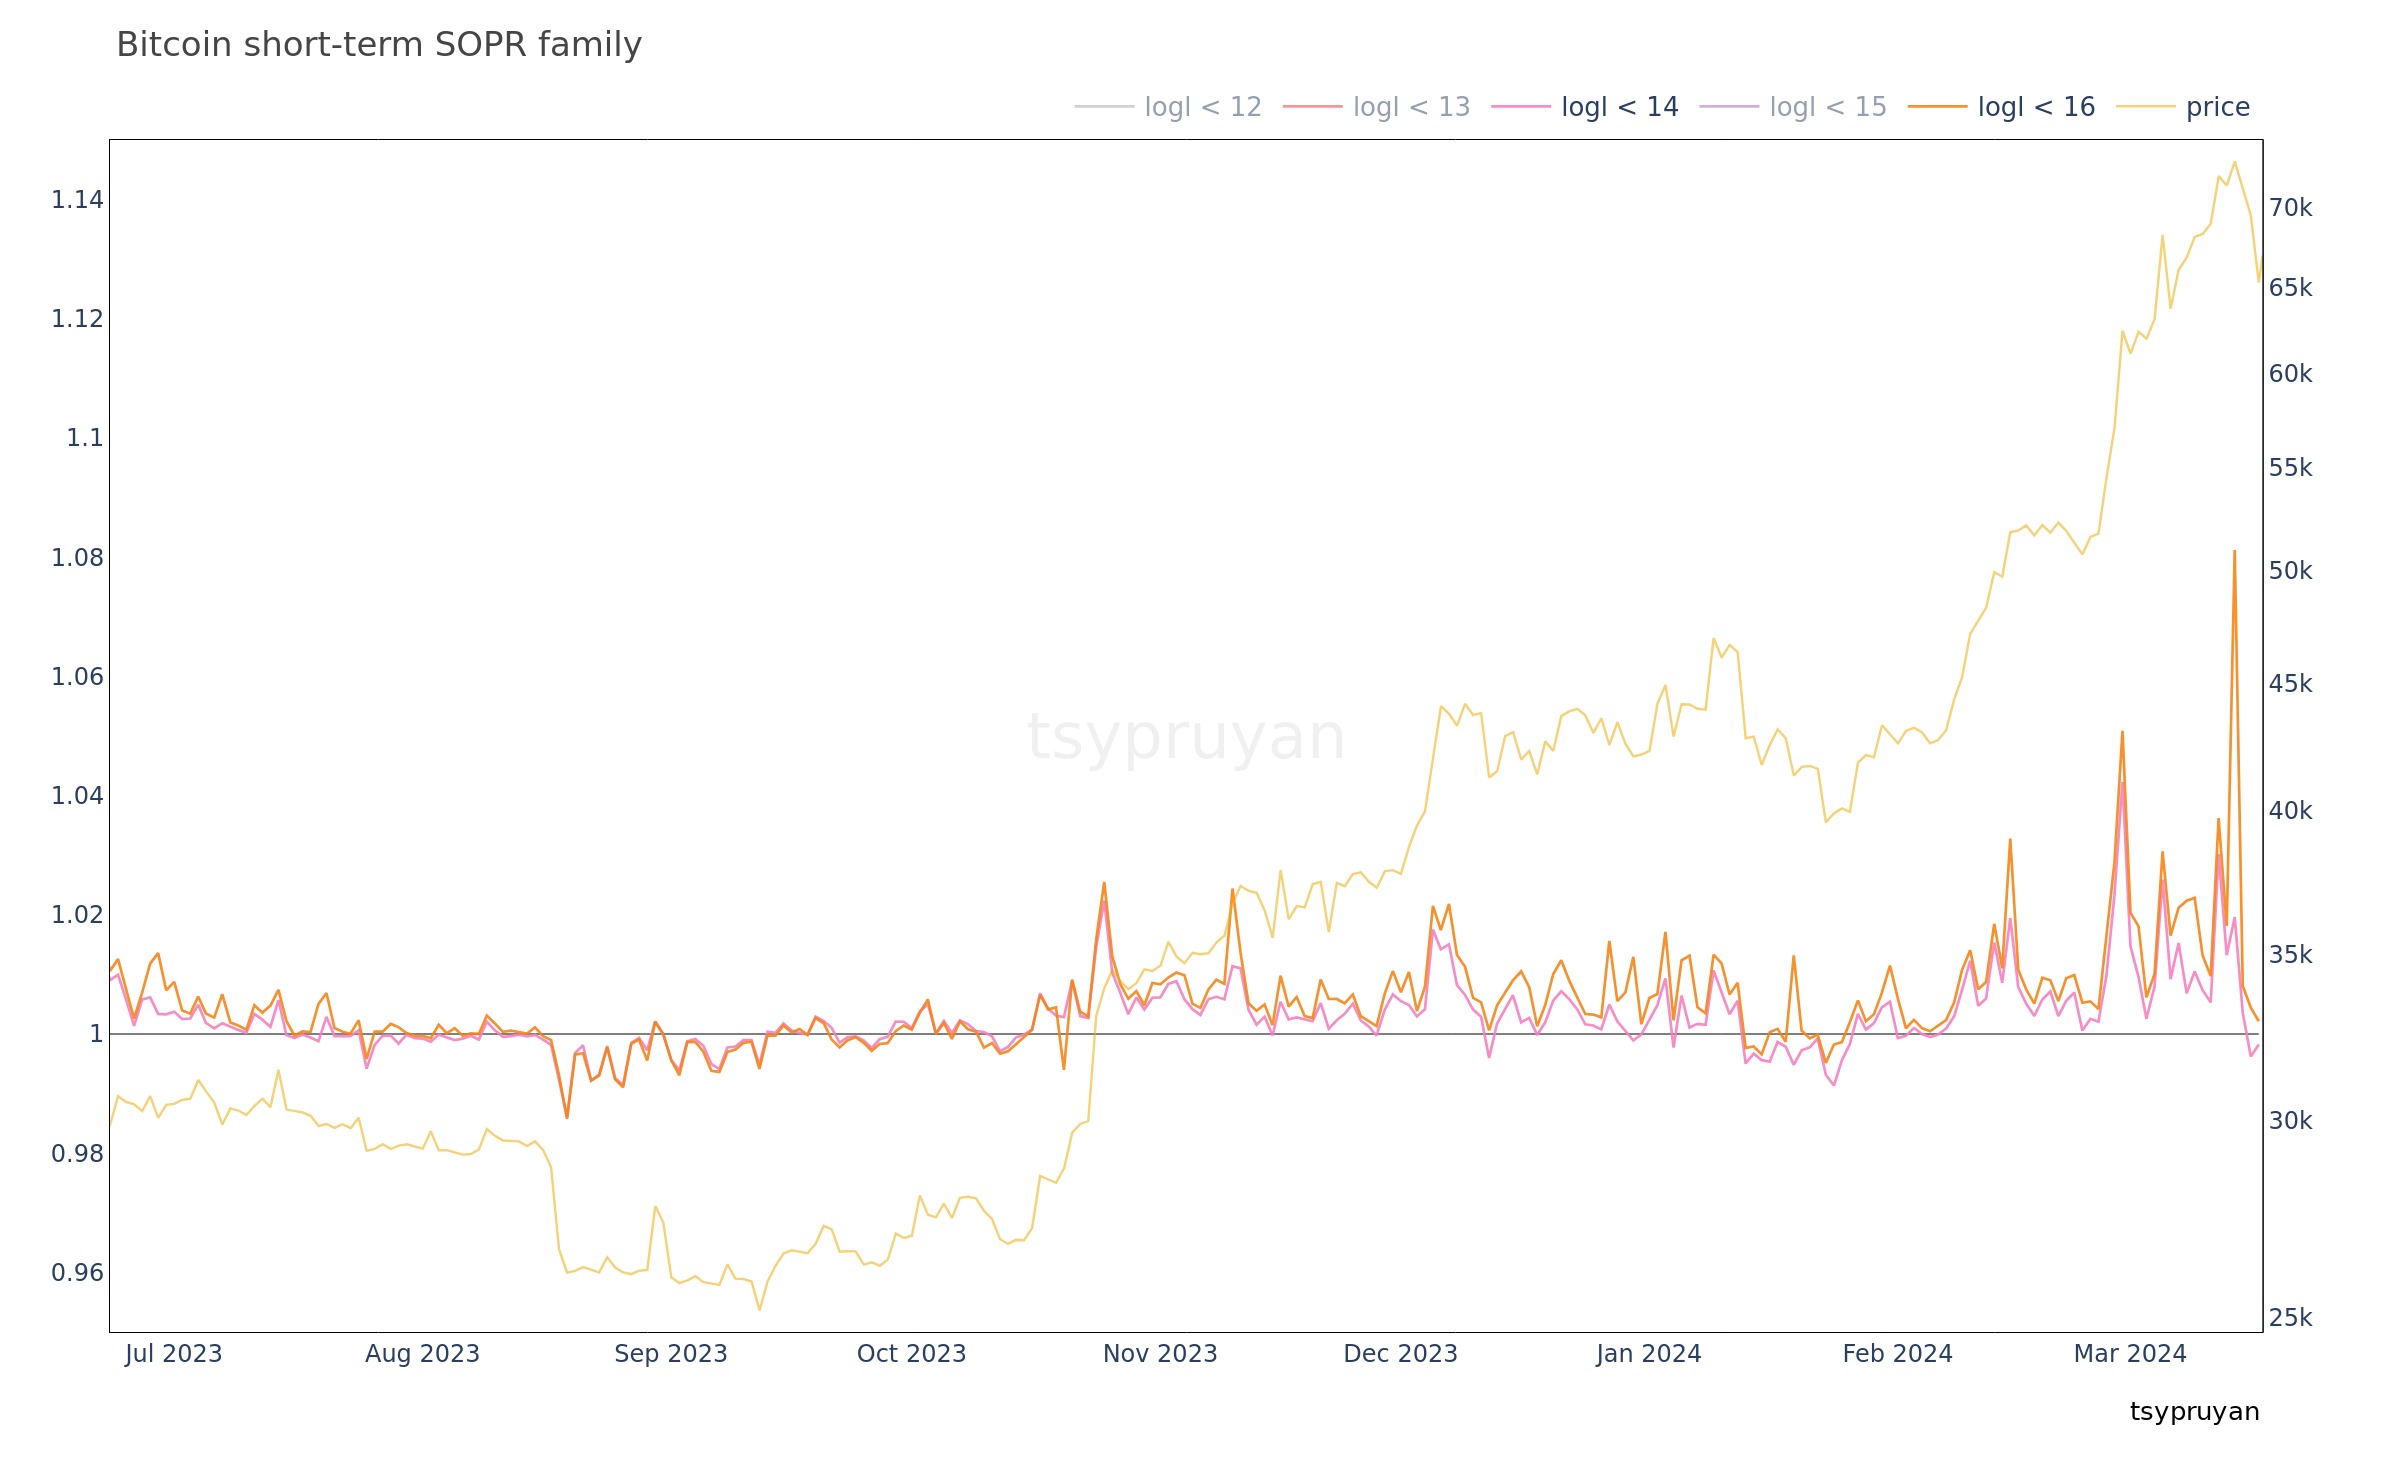 Bitcoin short-term SOPR family
logl < 12 logl < 13 logl < 14 logl < 15 logl < 16 price
1.14
1.12
1.1
1.08
1.06
1.04
1.02
1
0.98
0.96
70k
65k
60k
55k
50k
45k
40k
35k
30k
25k
tsypruyan
Jul 2023 Aug 2023 Sep 2023 Oct 2023 Nov 2023 Dec 2023 Jan 2024 Feb 2024 Mar 2024
tsypruyan